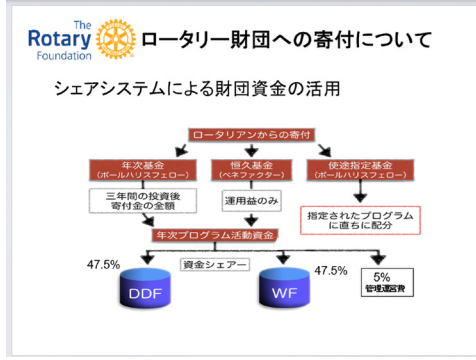 The
Rotary
Foundation
ロータリー財団への寄付について
シェアシステムによる財団資金の活用
ロータリアンからの寄付
年次基金
(ポールハリスフェロー)
恒久基金
(ベネファクター)
使途指定基金
(ポールハリスフェロー)
三年間の投資後
寄付金の全額
運用益のみ
指定されたプログラム
に直ちに配分
年次プログラム活動資金
47.5%
資金シェアー
47.5%
5%
管理運営費
DDF
WF